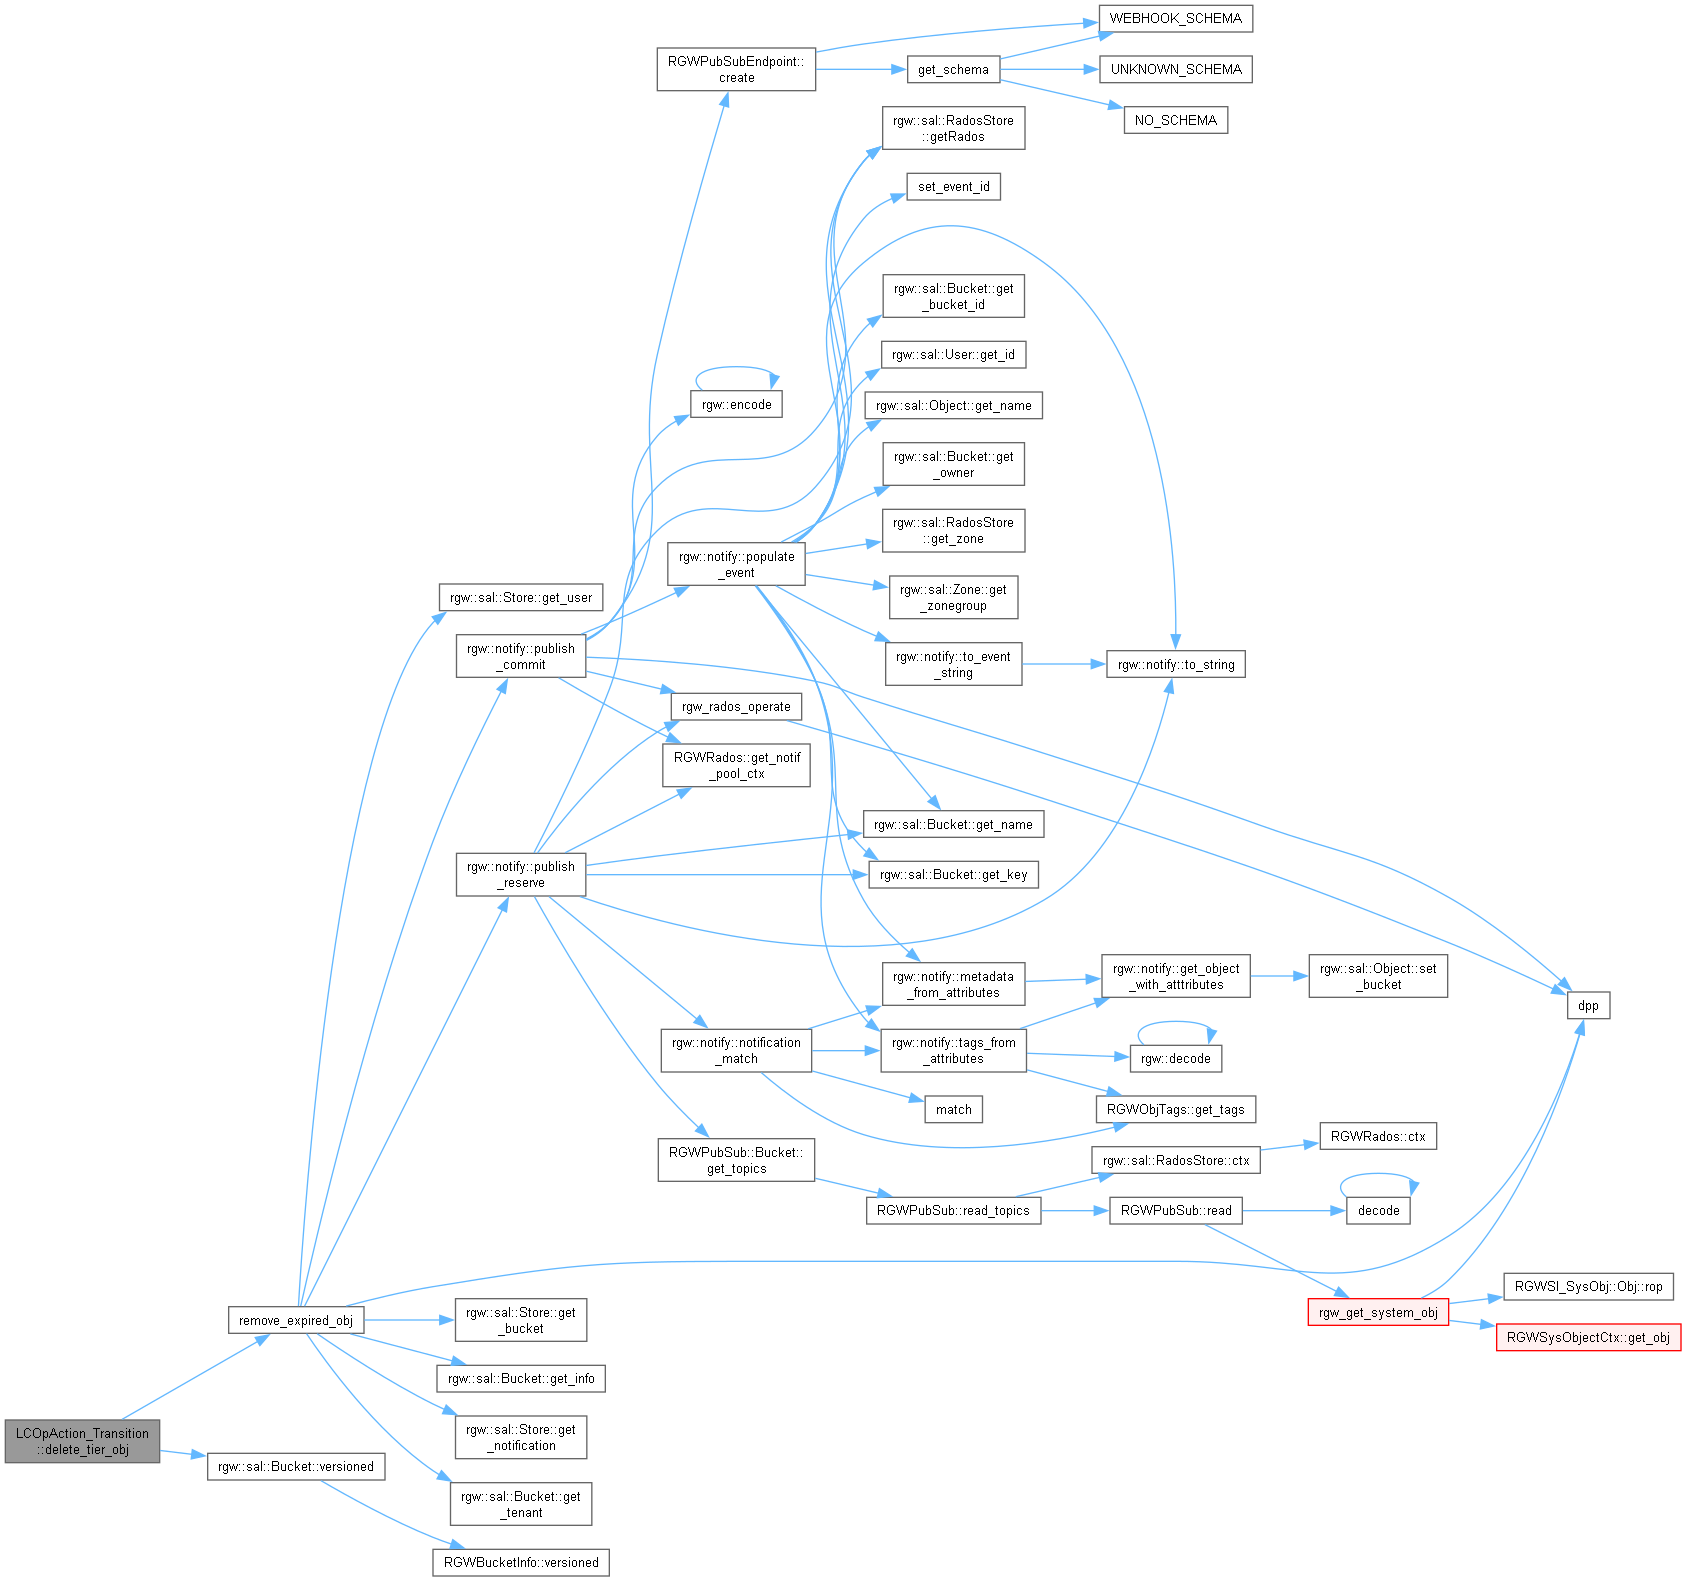 WEBHOOK_SCHEMA
RGWPubSubEndpoint::
create
get_schema
UNKNOWN_SCHEMA
NO_SCHEMA
rgw::sal::RadosStore
::getRados
set_event_id
rgw::sal::Bucket::get
_bucket_id
rgw::sal::User::get_id
rgw::encode
rgw::sal::Object::get_name
rgw::sal::Bucket::get
_owner
rgw::sal::RadosStore
::get_zone
rgw::notify::populate
_event
rgw::sal::Zone::get
_zonegroup
rgw::sal::Store::get_user
rgw::notify::publish
_commit
rgw::notify::to_event
_string
rgw::notify::to_string
rgw_rados_operate
RGWRados::get_notif
_pool_ctx
rgw::sal::Bucket::get_name
rgw::notify::publish
_reserve
rgw::sal::Bucket::get_key
rgw::notify::metadata
_from_attributes
rgw::notify::get_object
_with_atttributes
rgw::sal::Object::set
_bucket
dpp
rgw::notify::notification
_match
rgw::notify::tags_from
_attributes
rgw::decode
match
RGWObjTags::get_tags
RGWRados::ctx
RGWPubSub::Bucket::
get_topics
rgw::sal::RadosStore::ctx
RGWPubSub::read_topics
RGWPubSub::read
decode
RGWSI_SysObj::Obj::rop
rgw_get_system_obj
RGWSysObjectCtx::get_obj
remove_expired_obj
rgw::sal::Store::get
_bucket
rgw::sal::Bucket::get_info
LCOpAction_Transition
::delete_tier_obj
rgw::sal::Store::get
_notification
rgw::sal::Bucket::versioned
rgw::sal::Bucket::get
_tenant
RGWBucketInfo::versioned